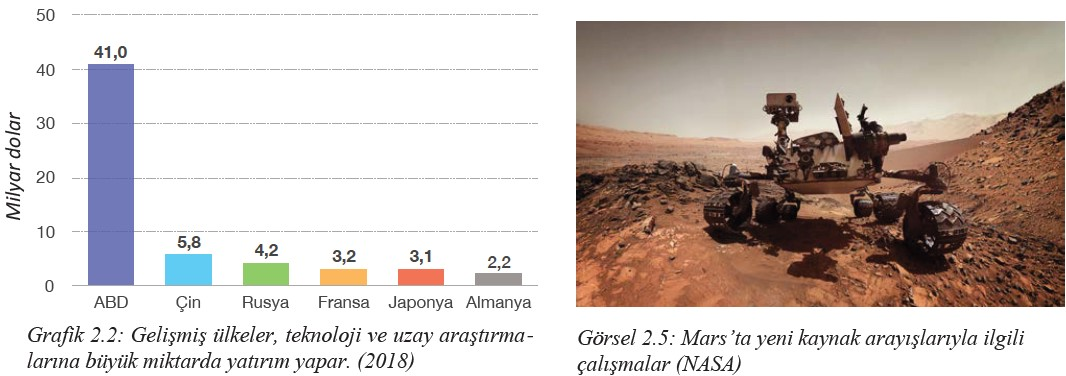 50
40
30
20
10
0
Milyar dolar
41,0
5,8
4,2
3,2
3,1
2,2
ABD
Çin
Rusya
Fransa
Japonya
Almanya
Grafik 2.2: Gelişmiş ülkeler, teknoloji ve uzay araştırma-
larına büyük miktarda yatırım yapar. (2018)
Görsel 2.5: Mars’ta yeni kaynak arayışlarıyla ilgili
çalışmalar (NASA)